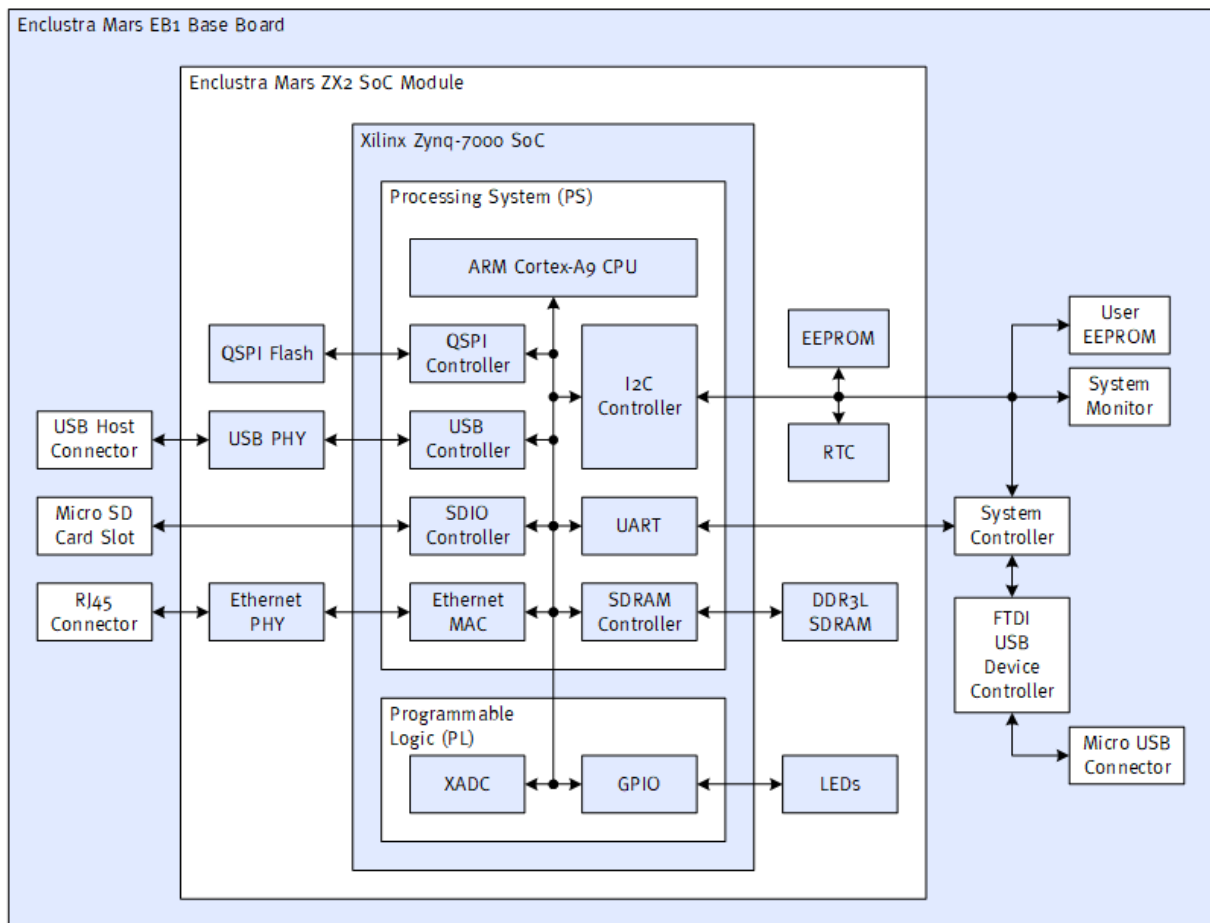 Enclustra Mars EB1 Base Board
Enclustra Mars ZX2 SoC Module
Xilinx Zynq-7000 SoC
Processing System (PS)
ARM Cortex-A9 CPU
QSPI Flash
QSPI
Controller
I2C
Controller
EEPROM
User
EEPROM
System
Monitor
USB Host
Connector
USB PHY
USB
Controller
RTC
Micro SD
Card Slot
SDIO
Controller
UART
System
Controller
RJ45
Connector
Ethernet
PHY
Ethernet
MAC
SDRAM
Controller
DDR3L
SDRAM
FTDI
USB
Device
Controller
Programmable
Logic (PL)
XADC
GPIO
LEDs
Micro USB
Connector